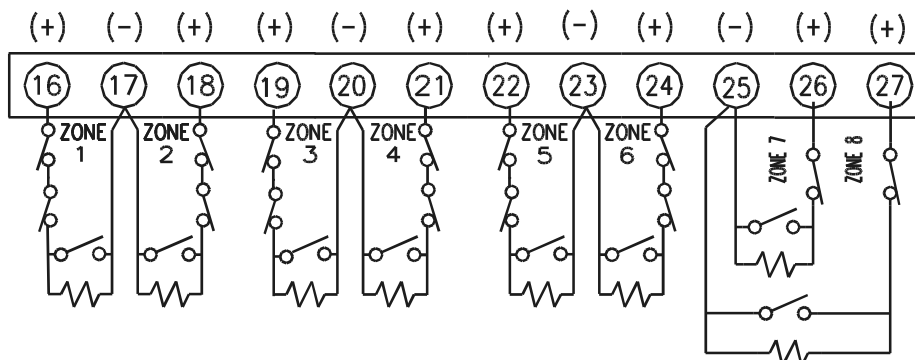 (+) (-) (+) (+) (-) (+) (+) (-) (+) (-) (+) (+)
16 17 18 19 20 21 22 23 24 25 26 27
ZONE 1
ZONE 2
ZONE 3
ZONE 4
ZONE 5
ZONE 6
ZONE 7
ZONE 8